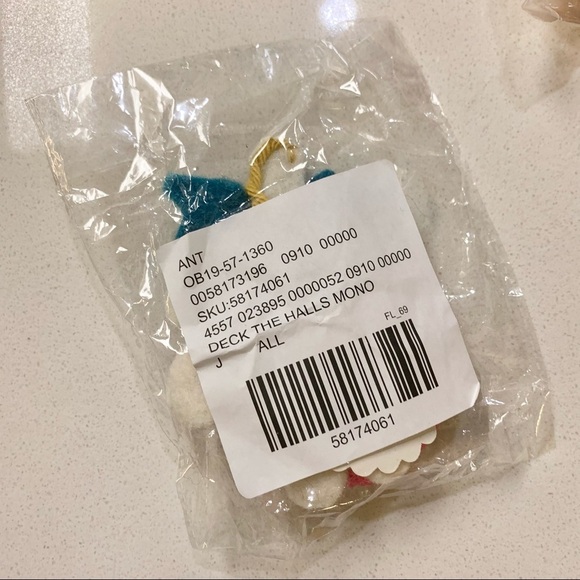 ANT
OB19-57-1360
0058173196 0910 00000
SKU:58174061
4557 023895 0000052 0910 00000
DECK THE HALLS MONO
J ALL
FL_69
58174061